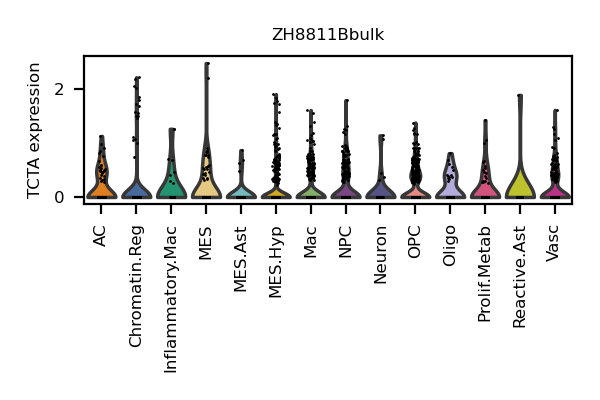 ZH8811Bbulk
TCTA expression
2
0
AC
Chromatin.Reg
Inflammatory.Mac
MES
MES.Ast
MES.Hyp
Mac
NPC
Neuron
OPC
Oligo
Prolif.Metab
Reactive.Ast
Vasc